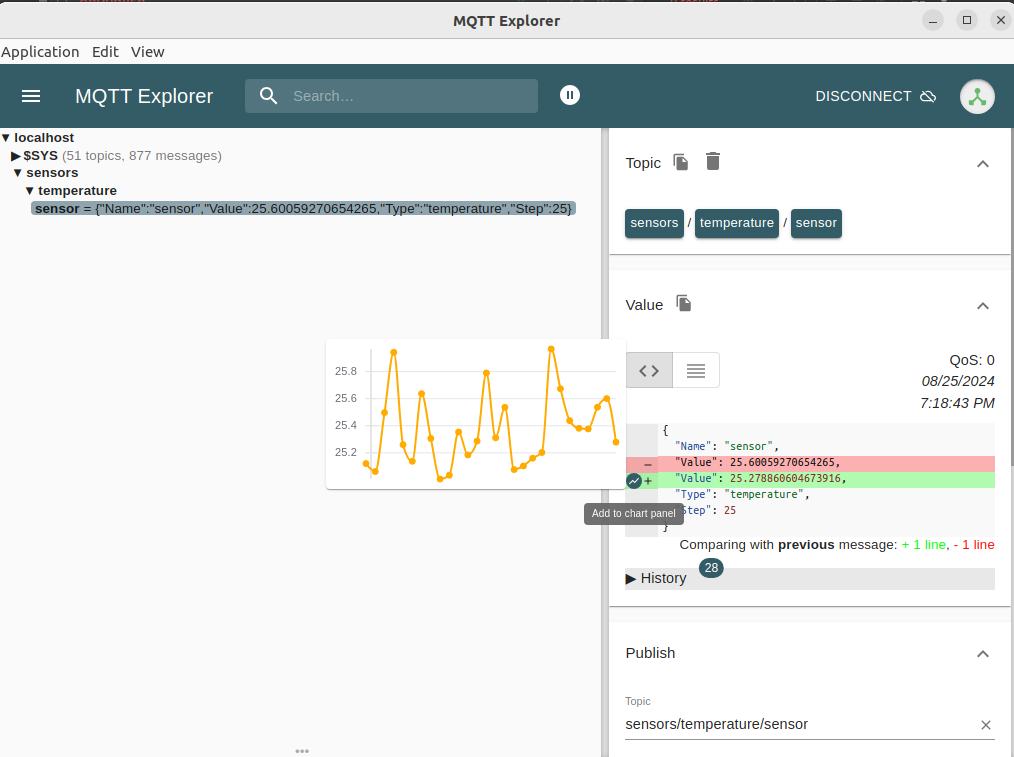 MQTT Explorer
Application Edit View
MQTT Explorer
Search...
DISCONNECT
▼ localhost
▶ $SYS (51 topics, 877 messages)
▼ sensors
▼ temperature
sensor = {"Name":"sensor","Value":25.60059270654265,"Type":"temperature","Step":25}
Topic
sensors / temperature / sensor
Value
QoS: 0
08/25/2024
7:18:43 PM
25.8
25.6
25.4
25.2
{
"Name": "sensor",
- "Value": 25.60059270654265,
+ "Value": 25.278860604673916,
"Type": "temperature",
Step": 25
}
Add to chart panel
Comparing with previous message: + 1 line, - 1 line
▶ History 28
Publish
Topic
sensors/temperature/sensor